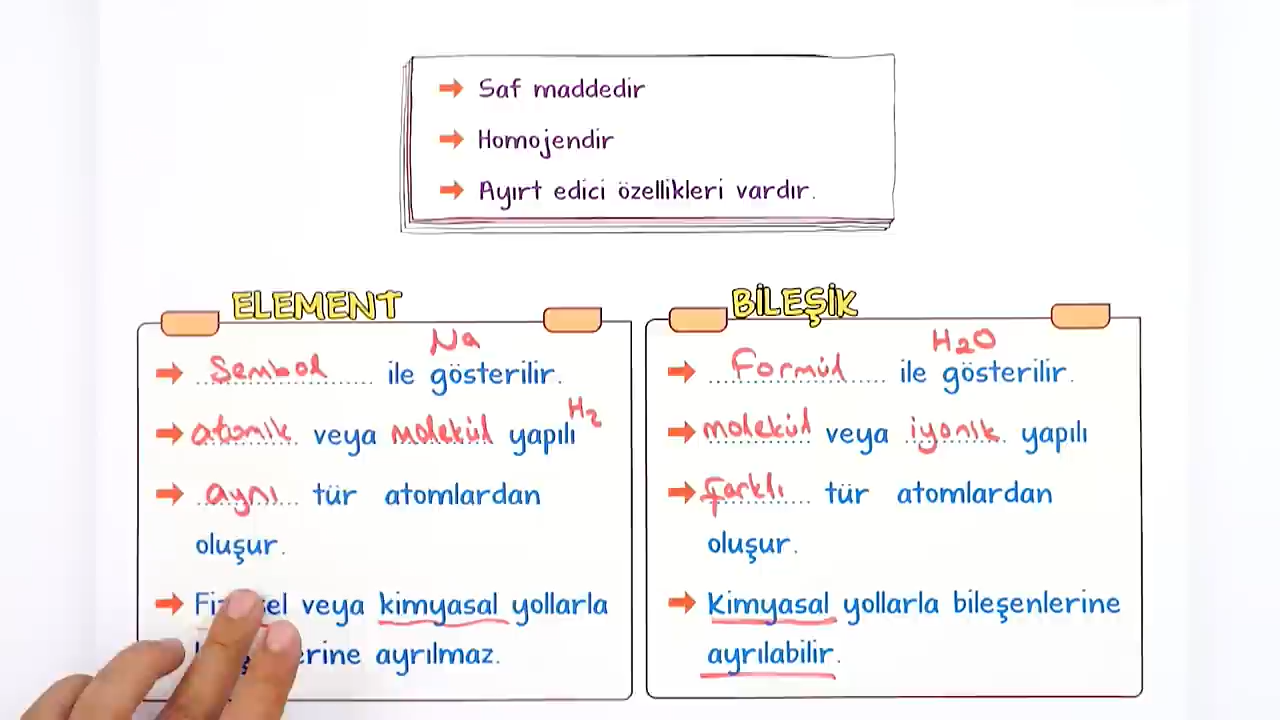 Saf maddedir
Homojendir
Ayırt edici özellikleri vardır.
ELEMENT
Na
Sembol ile gösterilir.
H2
atomik veya molekül yapılı
aynı tür atomlardan
oluşur.
veya kimyasal yollarla
ayrılmaz.
BİLEŞİK
H2O
Formül ile gösterilir.
molekül veya iyonik yapılı
farklı tür atomlardan
oluşur.
Kimyasal yollarla bileşenlerine
ayrılabilir.